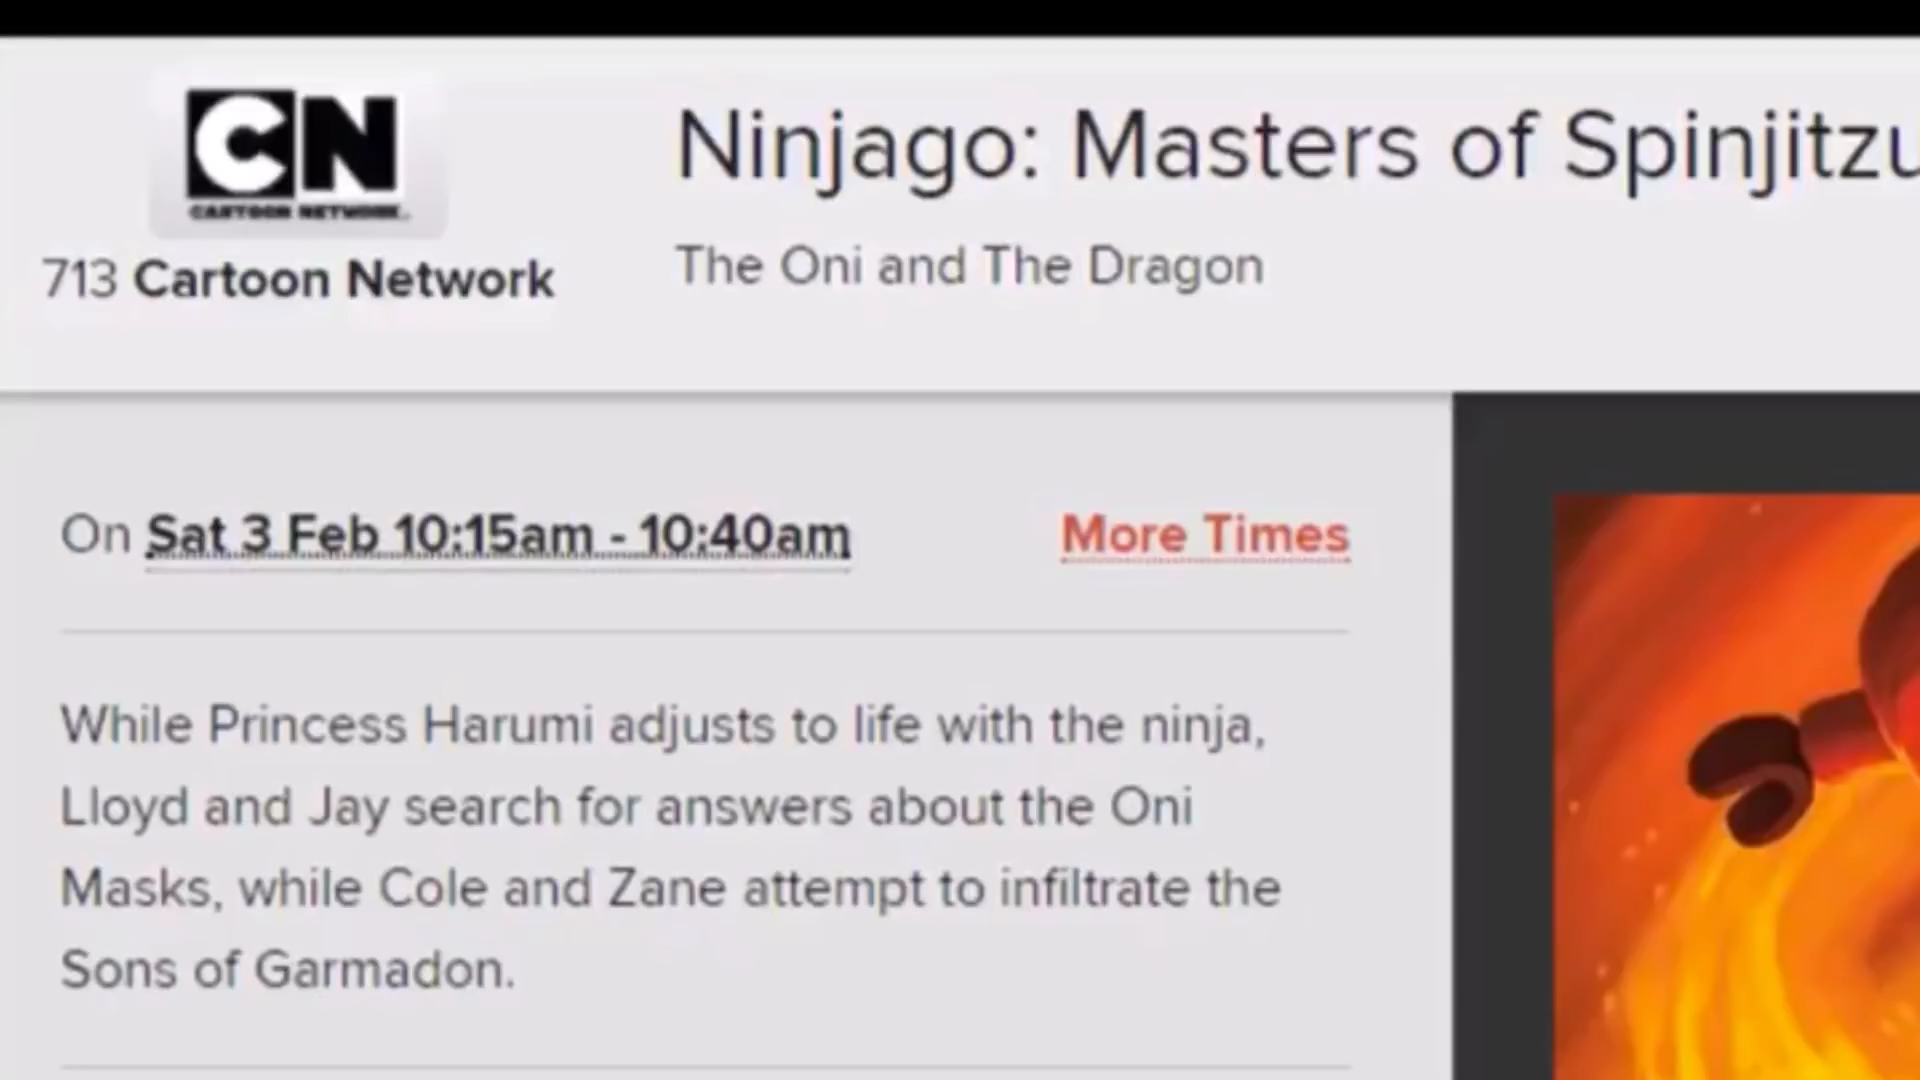 CN
CARTOON NETWORK.
713 Cartoon Network
Ninjago: Masters of Spinjitzu
The Oni and The Dragon
On Sat 3 Feb 10:15am - 10:40am
More Times
While Princess Harumi adjusts to life with the ninja,
Lloyd and Jay search for answers about the Oni
Masks, while Cole and Zane attempt to infiltrate the
Sons of Garmadon.